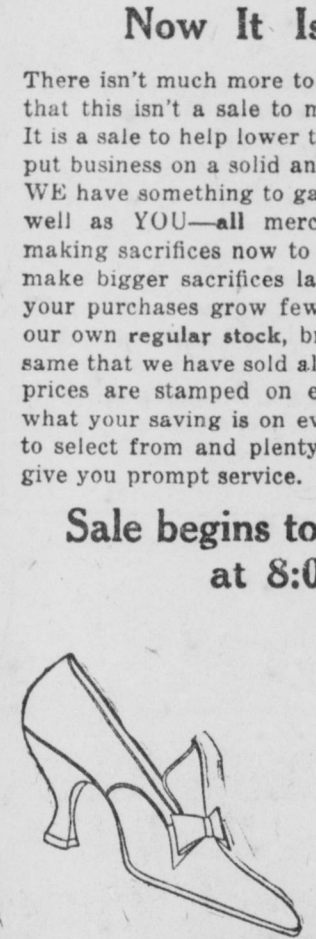 Now It Is
There isn't much more to
that this isn't a sale to m
It is a sale to help lower t
put business on a solid an
WE have something to ga
well as YOU—all merc
making sacrifices now to
make bigger sacrifices la
your purchases grow few
our own regular stock, br
same that we have sold al
prices are stamped on e
what your saving is on ev
to select from and plenty
give you prompt service.
Sale begins to
at 8:0